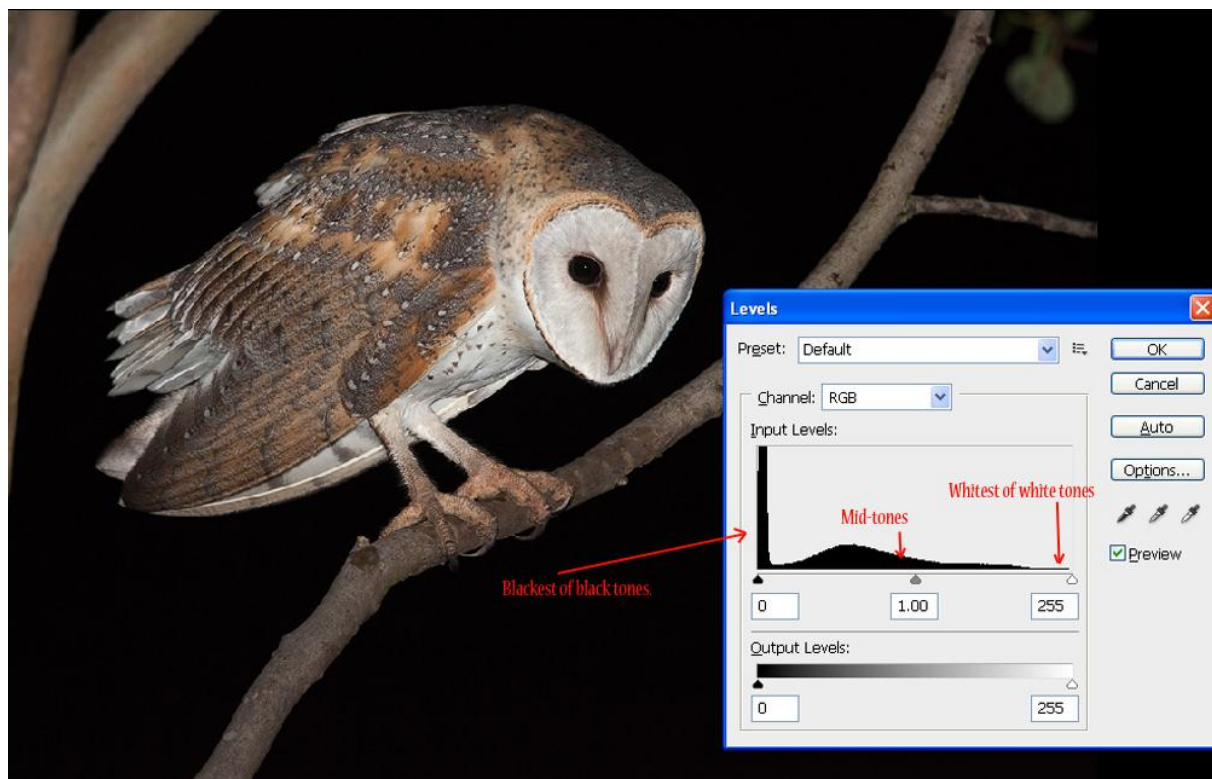 Levels
Preset: Default
OK
Cancel
Channel: RGB
Auto
Input Levels:
Options...
Whitest of white tones
Mid-tones
Preview
Blackest of black tones.
0 1.00 255
Output Levels:
0 255